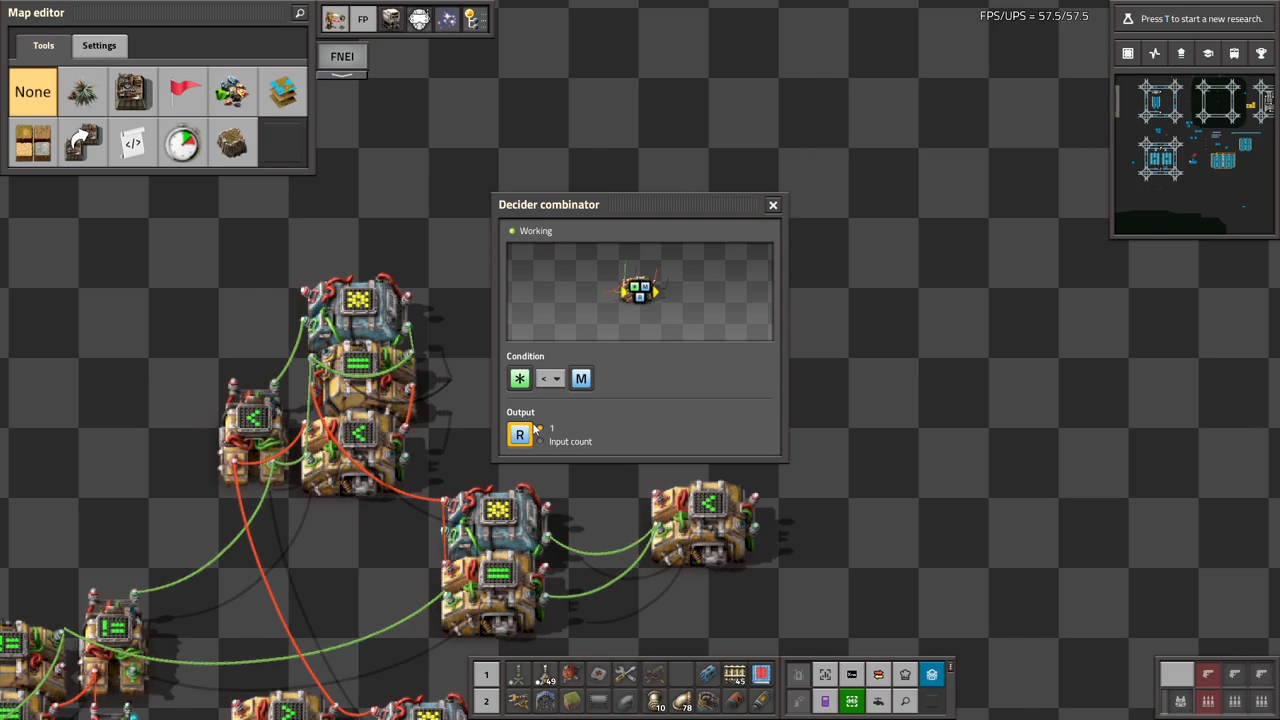 Map editor
Tools
Settings
None
</>
FP
FNEI
FPS/UPS = 57.5/57.5
Press T to start a new research.
Decider combinator
Working
M
R
Condition
* < M
Output
R
1
Input count
1
49
45
2
10
78